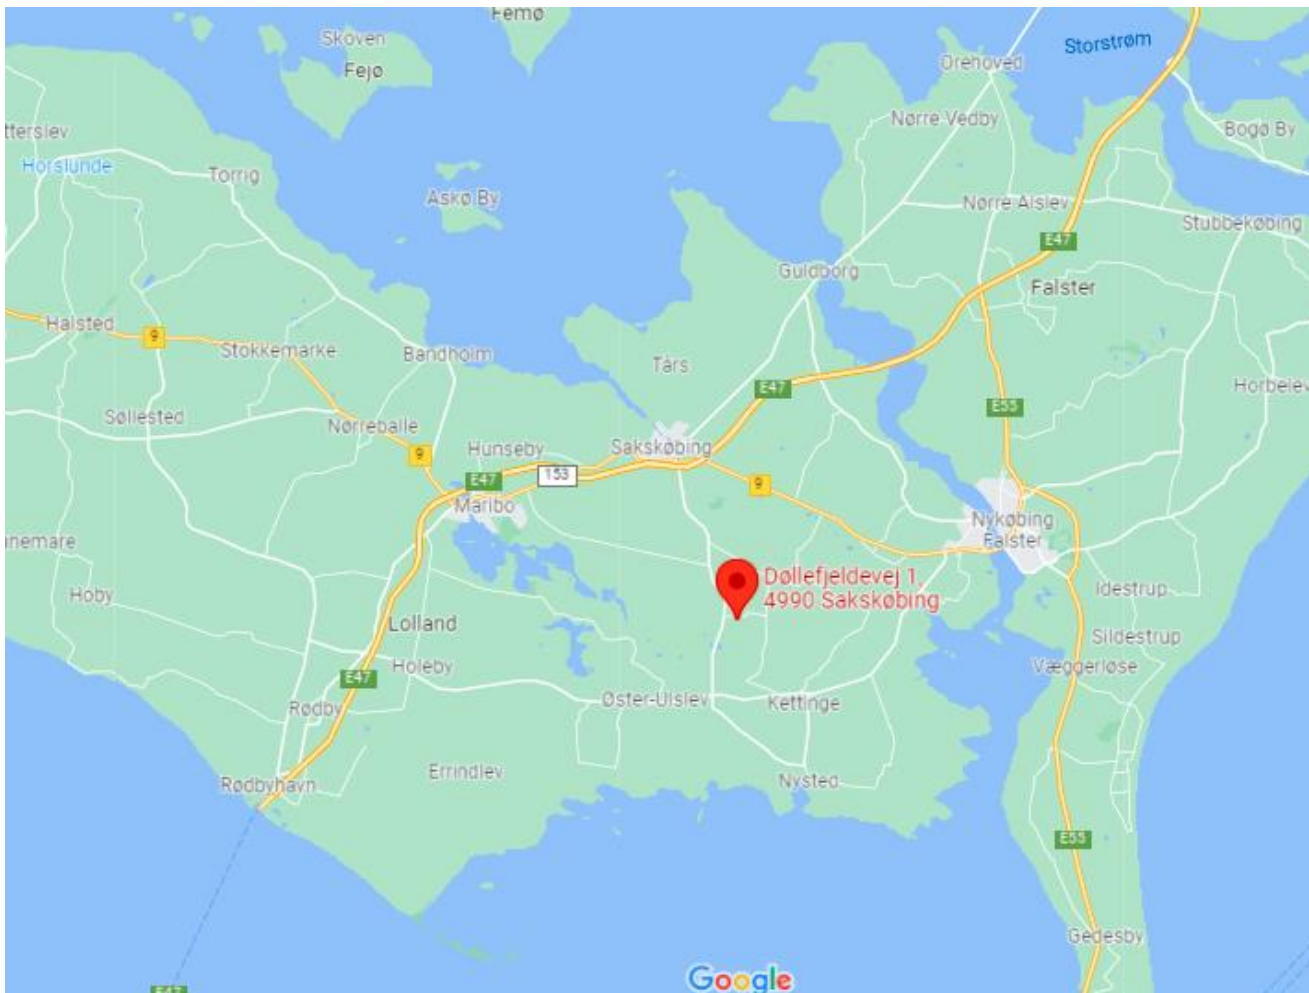 Femø
Skoven
Fejø
Storstrøm
Orehoved
Nørre Vedby
Bogø By
tterslev
Horslunde
Torrig
Askø By
Nørre Alslev
Stubbekøbing
E47
Guldborg
Falster
Halsted
9
Stokkemarke
Bandholm
Tårs
E47
Horbelev
E55
Søllested
Nørreballe
Hunseby
Sakskøbing
9
E47
153
9
Maribo
Nykøbing
Falster
nnemare
Hoby
Døllefjeldevej 1,
4990 Sakskøbing
Idestrup
Lolland
Sildestrup
Holeby
Væggerløse
E47
Rødby
Øster-Ulslev
Kettinge
Errindlev
Nysted
Rødbyhavn
E55
Gedesby
Google
E47